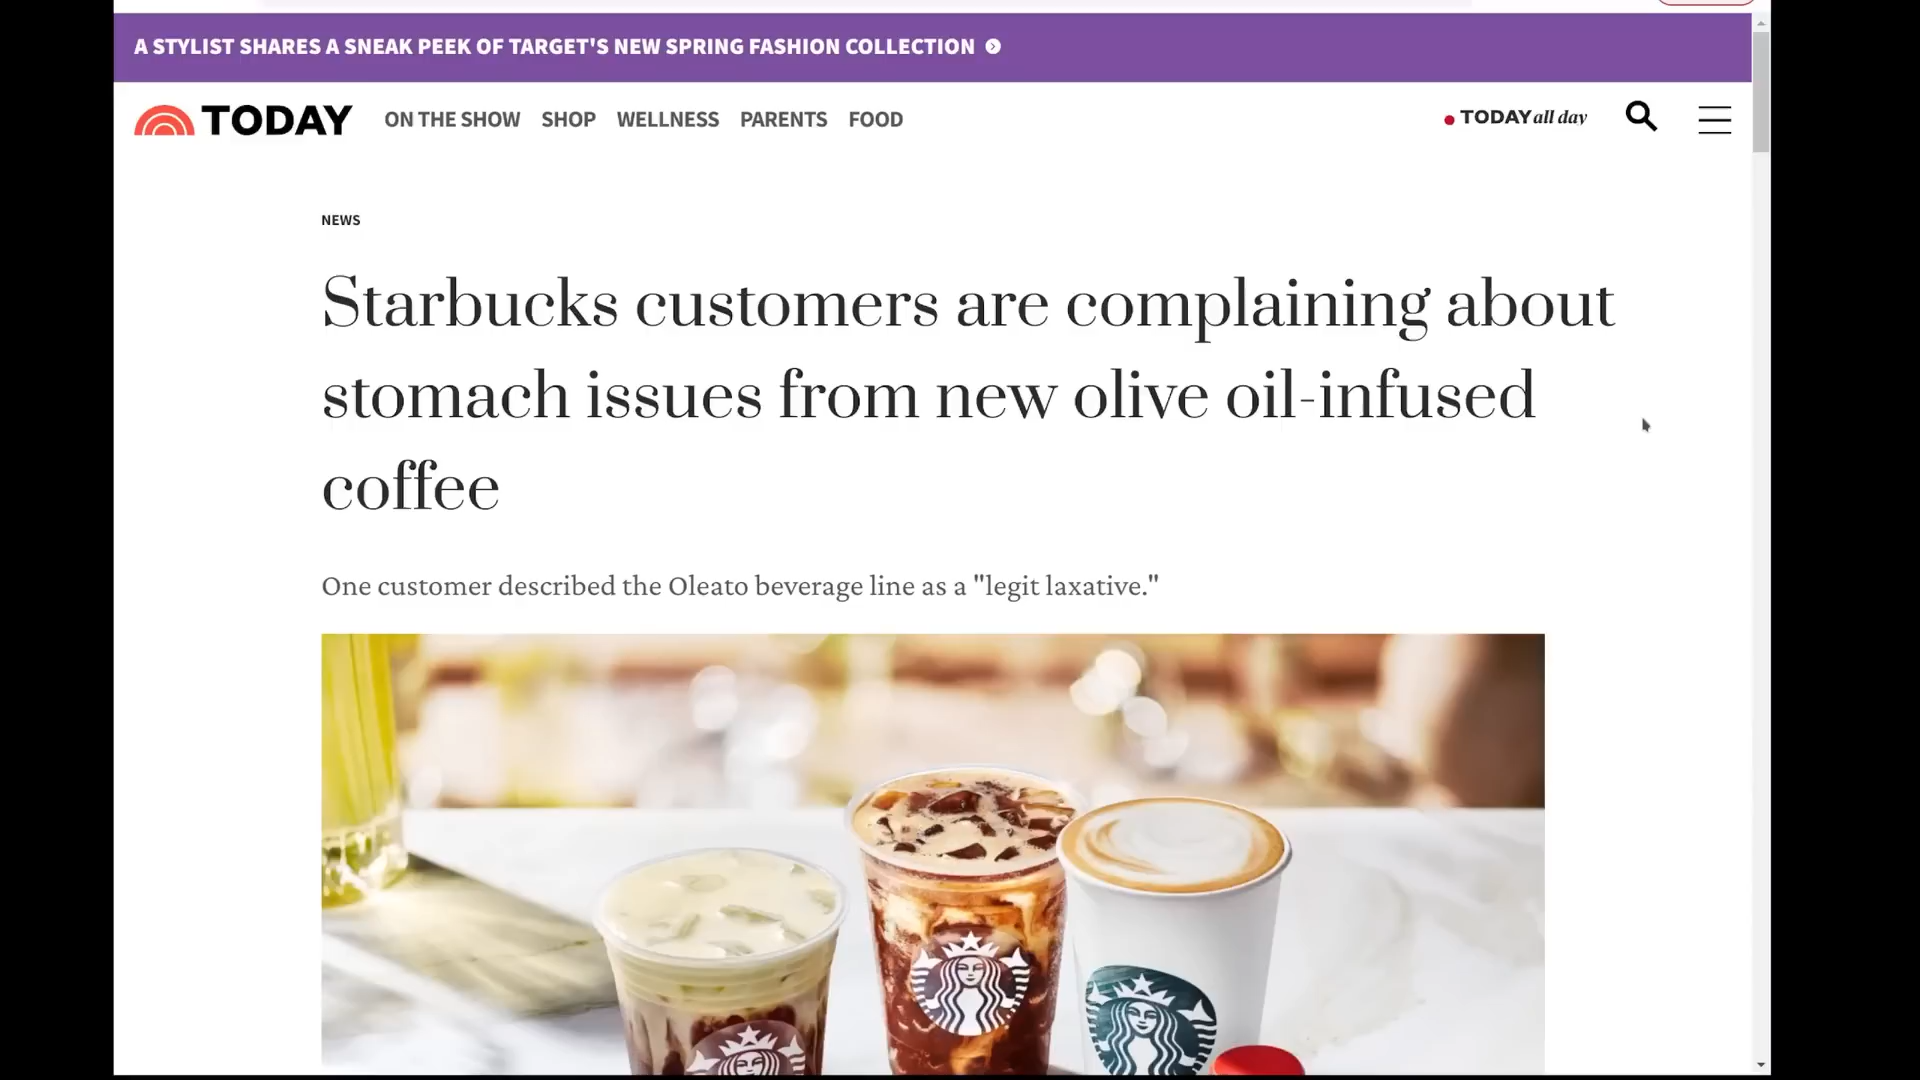 A STYLIST SHARES A SNEAK PEEK OF TARGET'S NEW SPRING FASHION COLLECTION
TODAY ON THE SHOW SHOP WELLNESS PARENTS FOOD TODAY all day
NEWS
Starbucks customers are complaining about
stomach issues from new olive oil-infused
coffee
One customer described the Oleato beverage line as a "legit laxative."